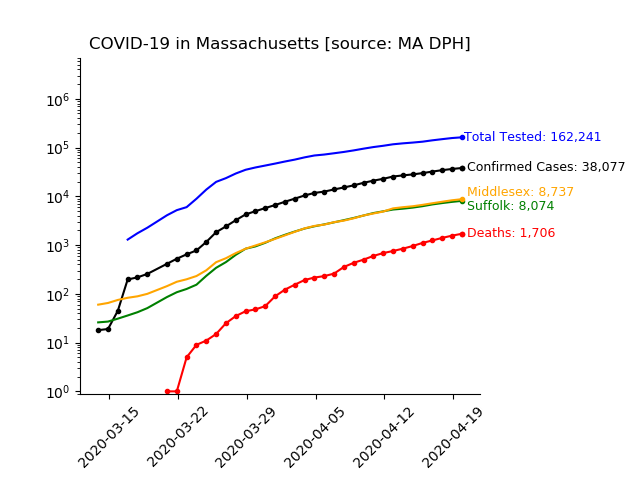 COVID-19 in Massachusetts [source: MA DPH]
10^6
10^5
10^4
10^3
10^2
10^1
10^0
Total Tested: 162,241
Confirmed Cases: 38,077
Middlesex: 8,737
Suffolk: 8,074
Deaths: 1,706
2020-03-15
2020-03-22
2020-03-29
2020-04-05
2020-04-12
2020-04-19